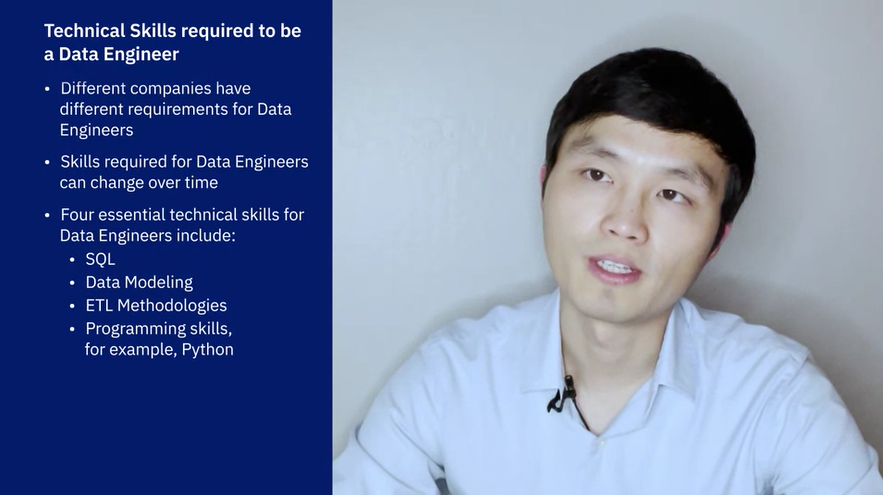 Technical Skills required to be
a Data Engineer
• Different companies have
different requirements for Data
Engineers
• Skills required for Data Engineers
can change over time
• Four essential technical skills for
Data Engineers include:
• SQL
• Data Modeling
• ETL Methodologies
• Programming skills,
for example, Python